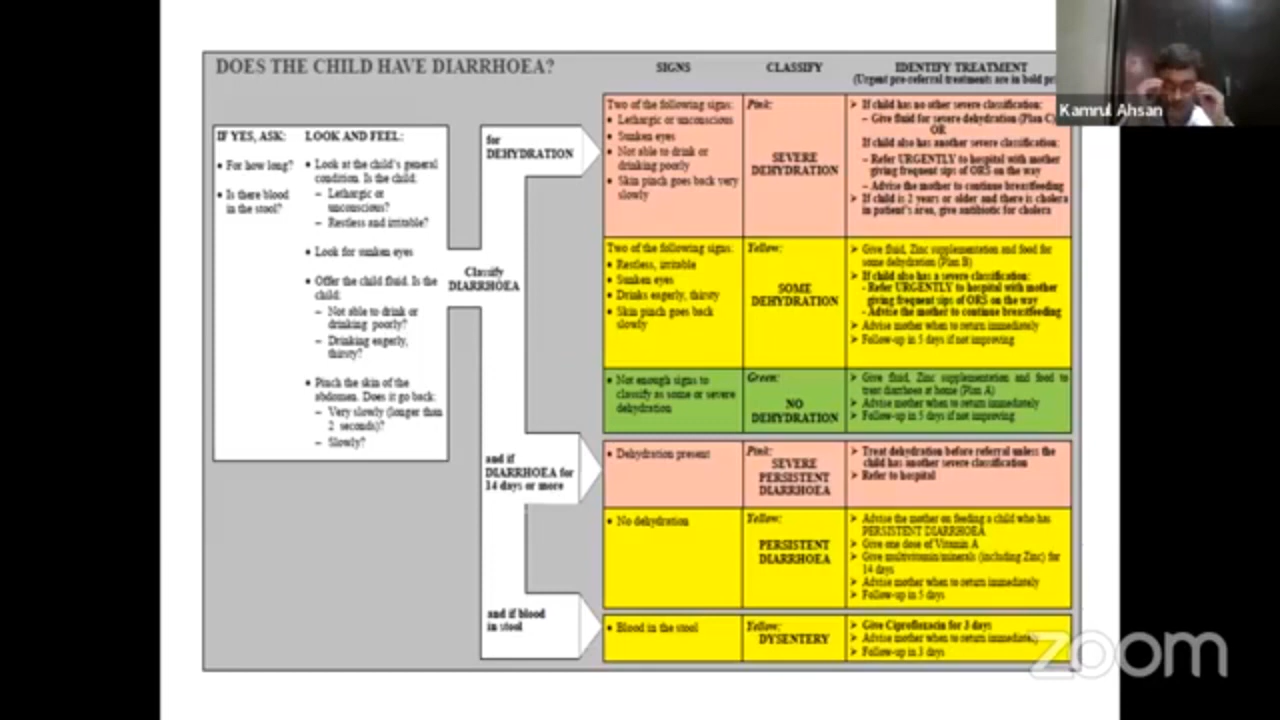 DOES THE CHILD HAVE DIARRHOEA?
IF YES, ASK:
• For how long?
• Is there blood
in the stool?
LOOK AND FEEL:
• Look at the child's general
condition. Is the child:
– Lethargic or
unconscious?
– Restless and irritable?
• Look for sunken eyes
• Offer the child fluid. Is the
child:
– Not able to drink or
drinking poorly?
– Drinking eagerly,
thirsty?
• Pinch the skin of the
abdomen. Does it go back:
– Very slowly (longer than
2 seconds)?
– Slowly?
Classify
DIARRHOEA
for
DEHYDRATION
and if
DIARRHOEA for
14 days or more
and if blood
in stool
SIGNS
CLASSIFY
IDENTIFY TREATMENT
(Urgent pre-referral treatments are in bold
Two of the following signs:
• Lethargic or unconscious
• Sunken eyes
• Not able to drink or
drinking poorly
• Skin pinch goes back very
slowly
Pink:
SEVERE
DEHYDRATION
➢ If child has no other severe classification:
– Give fluid for severe dehydration (Plan C)
OR
If child also has another severe classification:
– Refer URGENTLY to hospital with mother
giving frequent sips of ORS on the way
– Advise the mother to continue breastfeeding
➢ If child is 2 years or older and there is cholera
in patient's area, give antibiotic for cholera
Two of the following signs:
• Restless, irritable
• Sunken eyes
• Drinks eagerly, thirsty
• Skin pinch goes back
slowly
Yellow:
SOME
DEHYDRATION
➢ Give fluid, Zinc supplementation and food for
some dehydration (Plan B)
➢ If child also has a severe classification:
- Refer URGENTLY to hospital with mother
giving frequent sips of ORS on the way
- Advise the mother to continue breastfeeding
➢ Advise mother when to return immediately
➢ Follow-up in 5 days if not improving
• Not enough signs to
classify as some or severe
dehydration
Green:
NO
DEHYDRATION
➢ Give fluid, Zinc supplementation and food to
treat diarrhoea at home (Plan A)
➢ Advise mother when to return immediately
➢ Follow-up in 5 days if not improving
• Dehydration present
Pink:
SEVERE
PERSISTENT
DIARRHOEA
➢ Treat dehydration before referral unless the
child has another severe classification
➢ Refer to hospital
• No dehydration
Yellow:
PERSISTENT
DIARRHOEA
➢ Advise the mother on feeding a child who has
PERSISTENT DIARRHOEA
➢ Give one dose of Vitamin A
➢ Give multivitamin/minerals (including Zinc) for
14 days
➢ Advise mother when to return immediately
➢ Follow-up in 5 days
• Blood in the stool
Yellow:
DYSENTERY
➢ Give Ciprofloxacin for 3 days
➢ Advise mother when to return immediately
➢ Follow-up in 3 days
Kamrul Ahsan
zoom